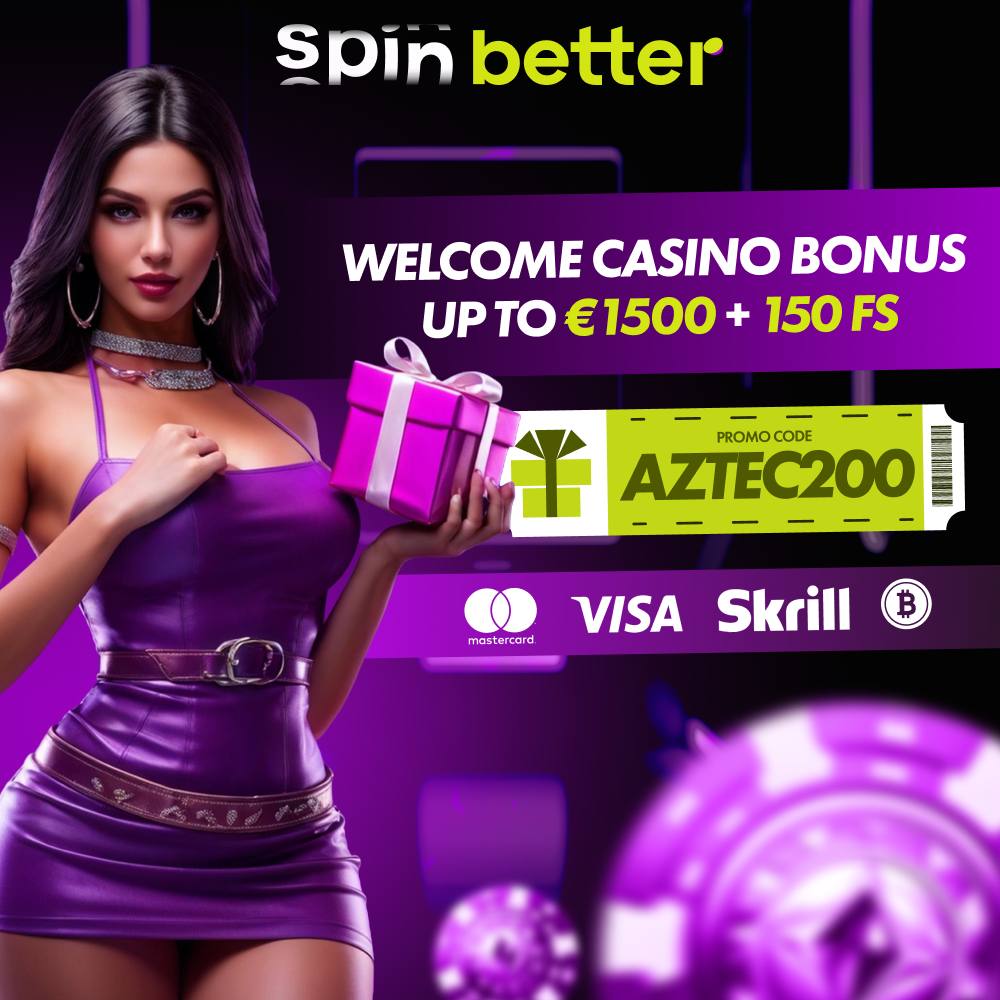 spin better
WELCOME CASINO BONUS
UP TO €1500 + 150 FS
PROMO CODE
AZTEC200
mastercard.
VISA
Skrill
₿